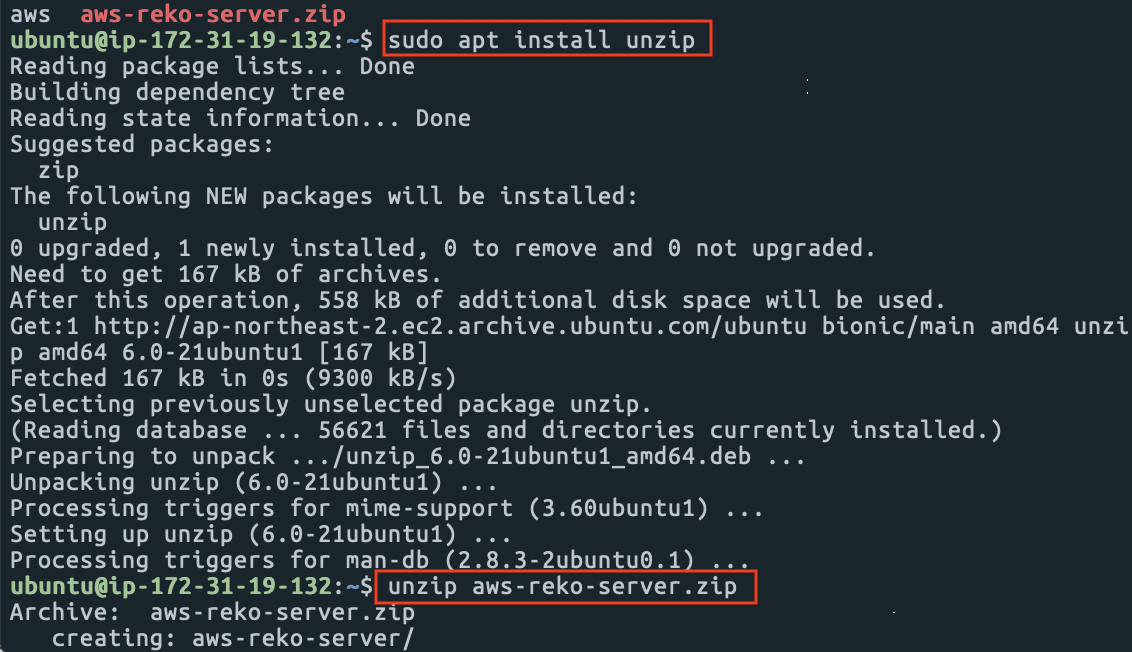 aws  aws-reko-server.zip
ubuntu@ip-172-31-19-132:~$ sudo apt install unzip
Reading package lists... Done
Building dependency tree
Reading state information... Done
Suggested packages:
  zip
The following NEW packages will be installed:
  unzip
0 upgraded, 1 newly installed, 0 to remove and 0 not upgraded.
Need to get 167 kB of archives.
After this operation, 558 kB of additional disk space will be used.
Get:1 http://ap-northeast-2.ec2.archive.ubuntu.com/ubuntu bionic/main amd64 unzi
p amd64 6.0-21ubuntu1 [167 kB]
Fetched 167 kB in 0s (9300 kB/s)
Selecting previously unselected package unzip.
(Reading database ... 56621 files and directories currently installed.)
Preparing to unpack .../unzip_6.0-21ubuntu1_amd64.deb ...
Unpacking unzip (6.0-21ubuntu1) ...
Processing triggers for mime-support (3.60ubuntu1) ...
Setting up unzip (6.0-21ubuntu1) ...
Processing triggers for man-db (2.8.3-2ubuntu0.1) ...
ubuntu@ip-172-31-19-132:~$ unzip aws-reko-server.zip
Archive:  aws-reko-server.zip
   creating: aws-reko-server/